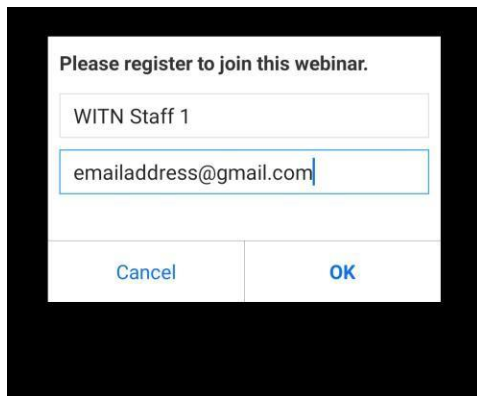 Please register to join this webinar.
WITN Staff 1
emailaddress@gmail.com
Cancel OK